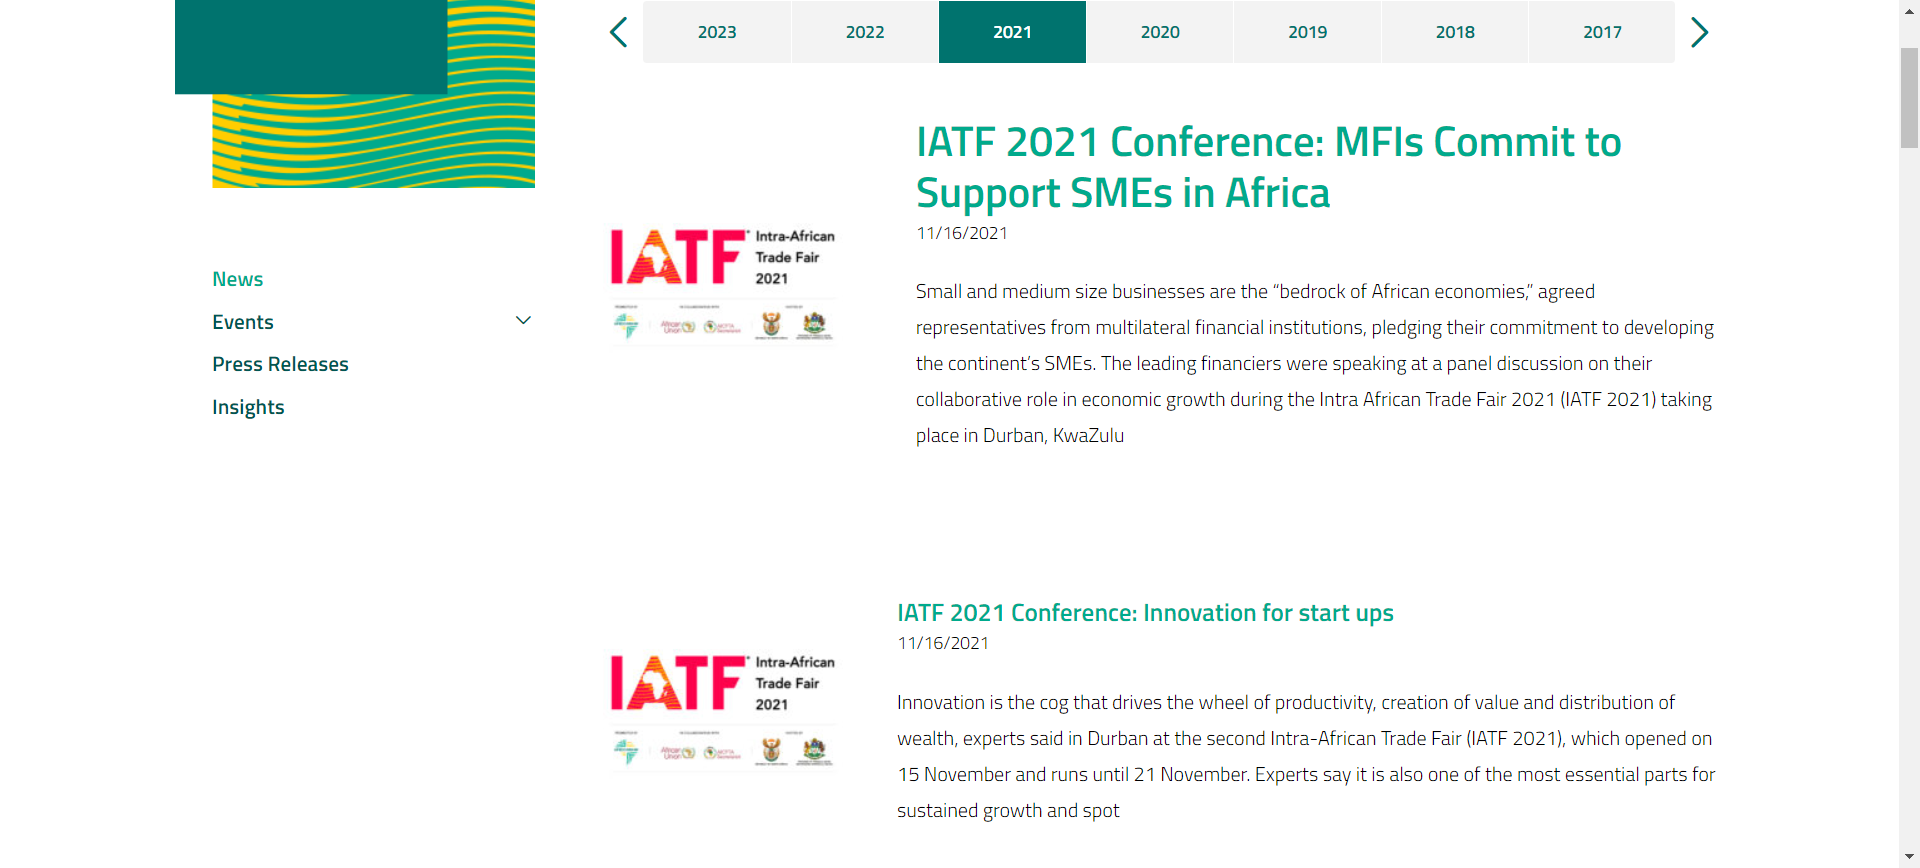 2023
2022
2021
2020
2019
2018
2017
IATF 2021 Conference: MFIs Commit to
Support SMEs in Africa
11/16/2021
IATF Intra-African
Trade Fair
2021
Small and medium size businesses are the “bedrock of African economies,” agreed
representatives from multilateral financial institutions, pledging their commitment to developing
the continent’s SMEs. The leading financiers were speaking at a panel discussion on their
collaborative role in economic growth during the Intra African Trade Fair 2021 (IATF 2021) taking
place in Durban, KwaZulu
News
Events
Press Releases
Insights
IATF 2021 Conference: Innovation for start ups
11/16/2021
IATF Intra-African
Trade Fair
2021
Innovation is the cog that drives the wheel of productivity, creation of value and distribution of
wealth, experts said in Durban at the second Intra-African Trade Fair (IATF 2021), which opened on
15 November and runs until 21 November. Experts say it is also one of the most essential parts for
sustained growth and spot